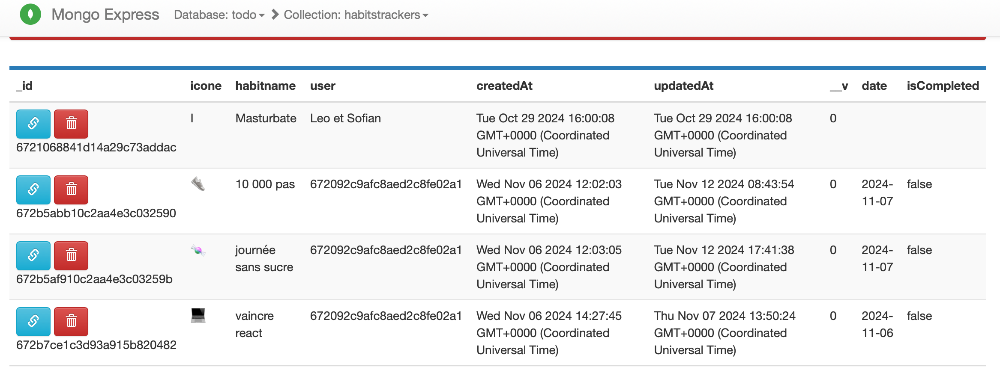 Mongo Express Database: todo Collection: habitstrackers
_id icone habitname user createdAt updatedAt __v date isCompleted
I Masturbate Leo et Sofian Tue Oct 29 2024 16:00:08 Tue Oct 29 2024 16:00:08 0
GMT+0000 (Coordinated GMT+0000 (Coordinated
6721068841d14a29c73addac Universal Time) Universal Time)
10 000 pas 672092c9afc8aed2c8fe02a1 Wed Nov 06 2024 12:02:03 Tue Nov 12 2024 08:43:54 0 2024- false
GMT+0000 (Coordinated GMT+0000 (Coordinated 11-07
672b5abb10c2aa4e3c032590 Universal Time) Universal Time)
journée 672092c9afc8aed2c8fe02a1 Wed Nov 06 2024 12:03:05 Tue Nov 12 2024 17:41:38 0 2024- false
sans sucre GMT+0000 (Coordinated GMT+0000 (Coordinated 11-07
672b5af910c2aa4e3c03259b Universal Time) Universal Time)
vaincre 672092c9afc8aed2c8fe02a1 Wed Nov 06 2024 14:27:45 Thu Nov 07 2024 13:50:24 0 2024- false
react GMT+0000 (Coordinated GMT+0000 (Coordinated 11-06
672b7ce1c3d93a915b820482 Universal Time) Universal Time)